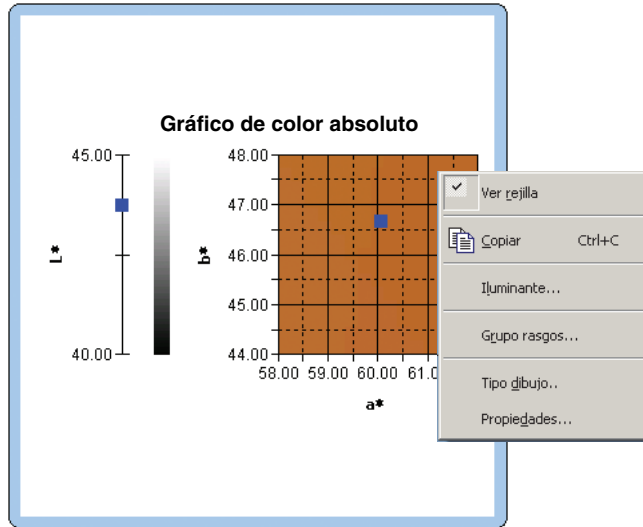 Gráfico de color absoluto
45.00
L*
40.00
48.00
47.00
46.00
45.00
44.00
b*
58.00 59.00 60.00 61.0
a*
Ver rejilla
Copiar Ctrl+C
Iluminante...
Grupo rasgos...
Tipo dibujo..
Propiedades...